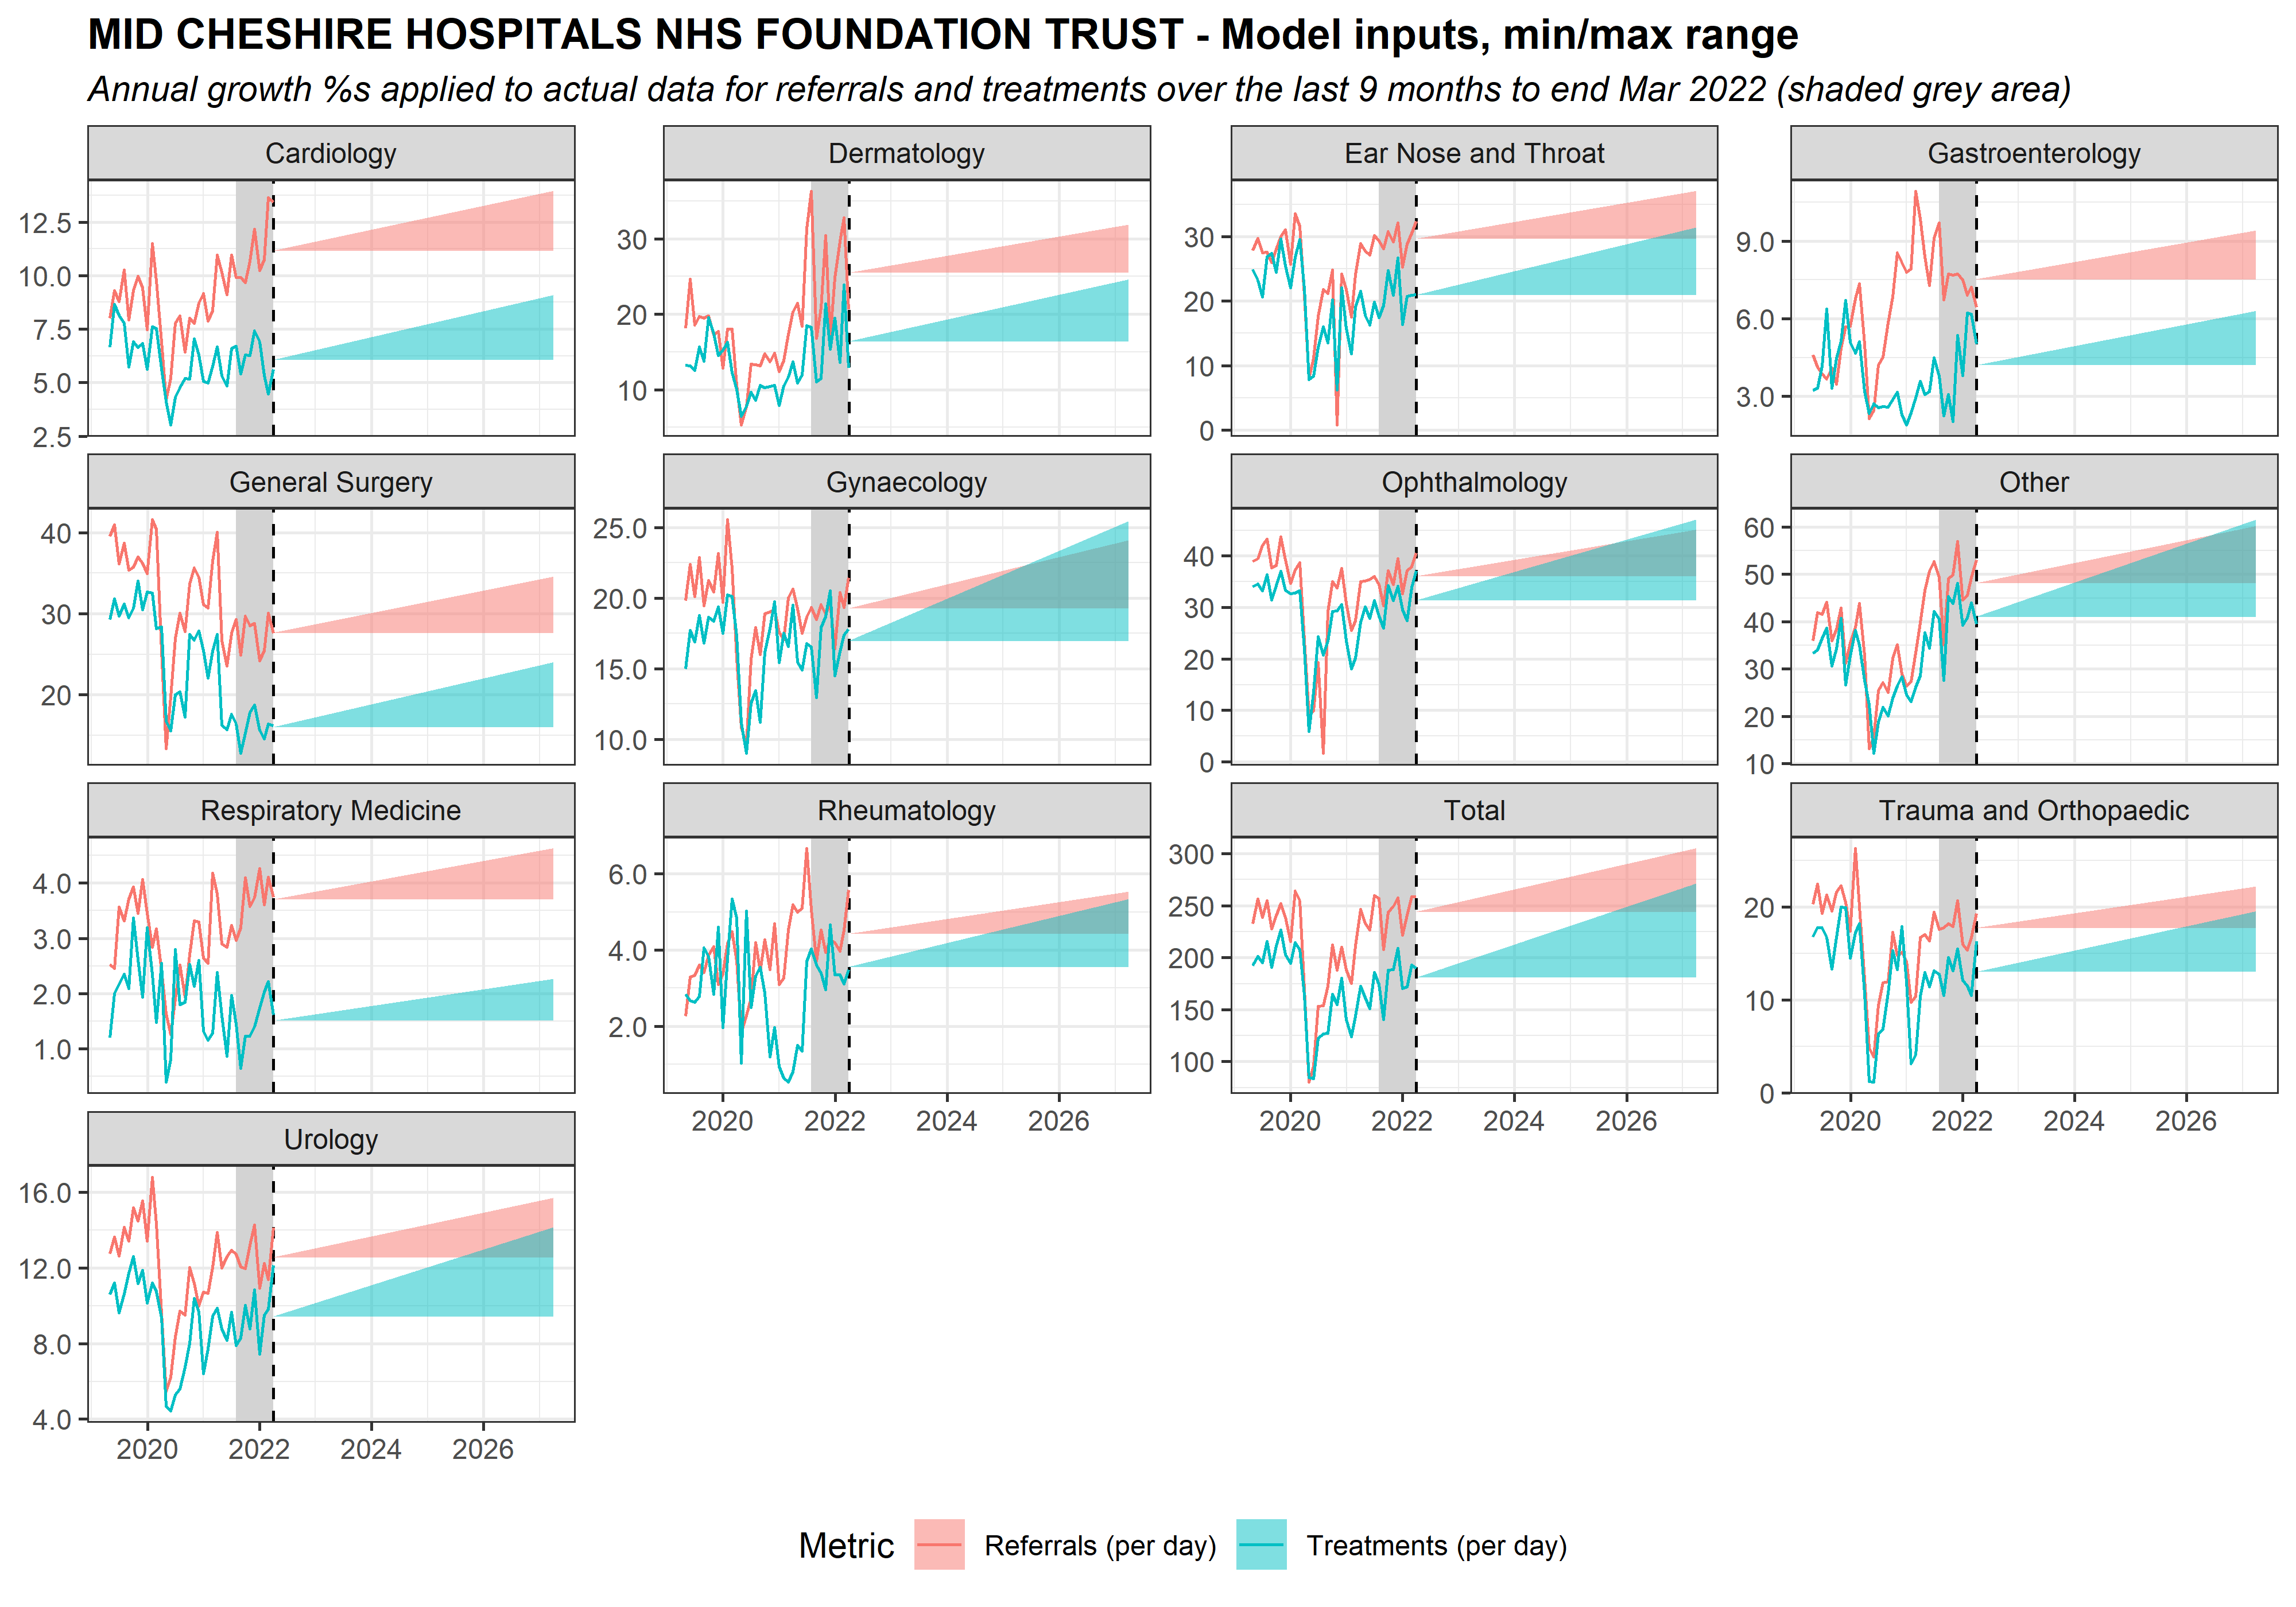 MID CHESHIRE HOSPITALS NHS FOUNDATION TRUST - Model inputs, min/max range
Annual growth %s applied to actual data for referrals and treatments over the last 9 months to end Mar 2022 (shaded grey area)
Cardiology
12.5
10.0
7.5
5.0
2.5
Dermatology
30
20
10
Ear Nose and Throat
30
20
10
0
Gastroenterology
9.0
6.0
3.0
General Surgery
40
30
20
Gynaecology
25.0
20.0
15.0
10.0
Ophthalmology
40
30
20
10
0
Other
60
50
40
30
20
10
Respiratory Medicine
4.0
3.0
2.0
1.0
Rheumatology
6.0
4.0
2.0
2020 2022 2024 2026
Total
300
250
200
150
100
2020 2022 2024 2026
Trauma and Orthopaedic
20
10
0
2020 2022 2024 2026
Urology
16.0
12.0
8.0
4.0
2020 2022 2024 2026
Metric Referrals (per day) Treatments (per day)